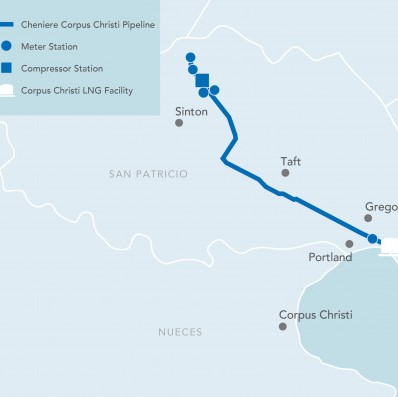 Cheniere Corpus Christi Pipeline
Meter Station
Compressor Station
Corpus Christi LNG Facility
Sinton
Taft
SAN PATRICIO
Grego
Portland
Corpus Christi
NUECES